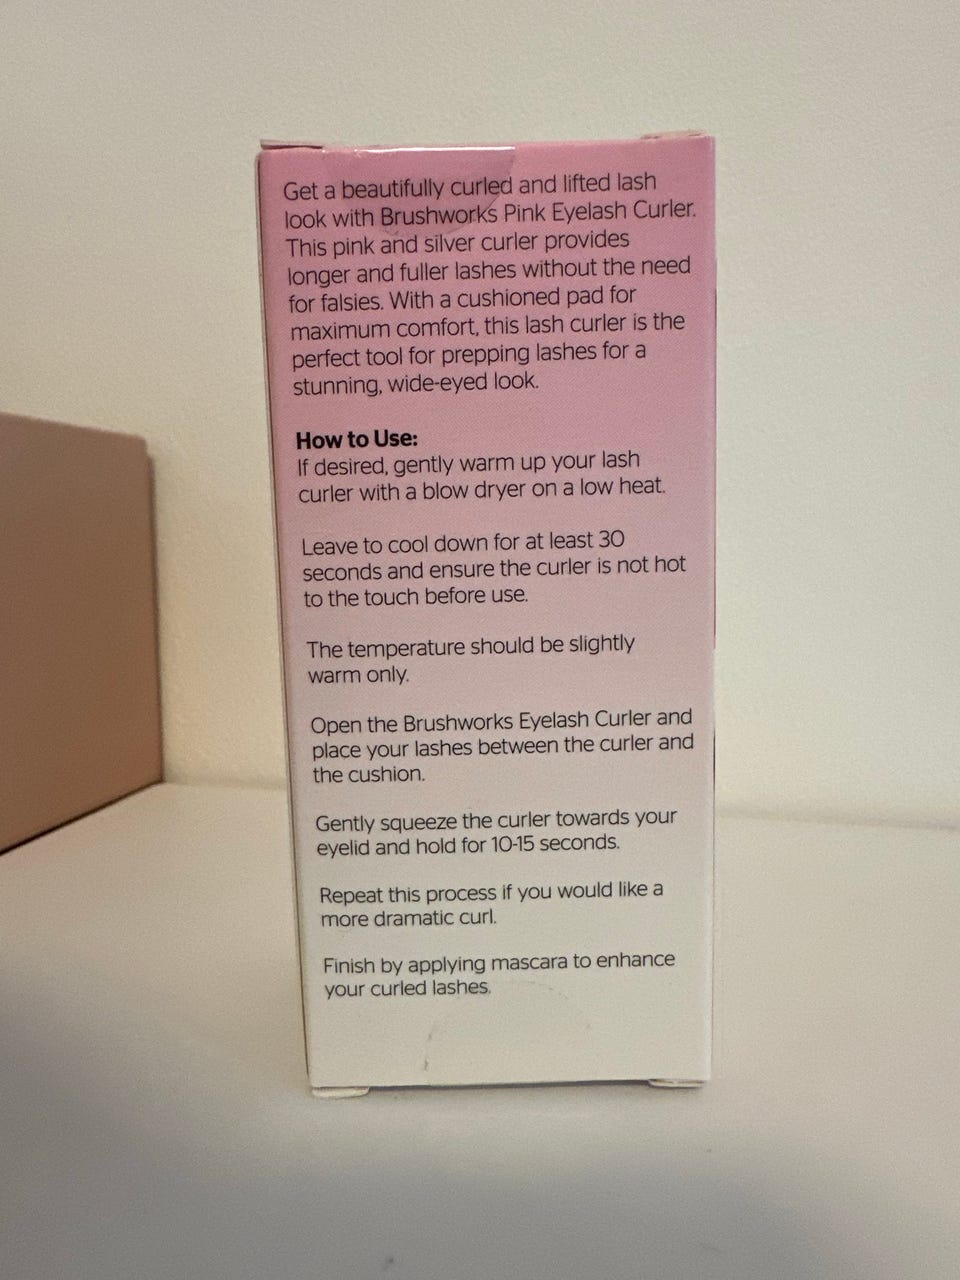 Get a beautifully curled and lifted lash
look with Brushworks Pink Eyelash Curler.
This pink and silver curler provides
longer and fuller lashes without the need
for falsies. With a cushioned pad for
maximum comfort, this lash curler is the
perfect tool for prepping lashes for a
stunning, wide-eyed look.
How to Use:
If desired, gently warm up your lash
curler with a blow dryer on a low heat.
Leave to cool down for at least 30
seconds and ensure the curler is not hot
to the touch before use.
The temperature should be slightly
warm only.
Open the Brushworks Eyelash Curler and
place your lashes between the curler and
the cushion.
Gently squeeze the curler towards your
eyelid and hold for 10-15 seconds.
Repeat this process if you would like a
more dramatic curl.
Finish by applying mascara to enhance
your curled lashes.